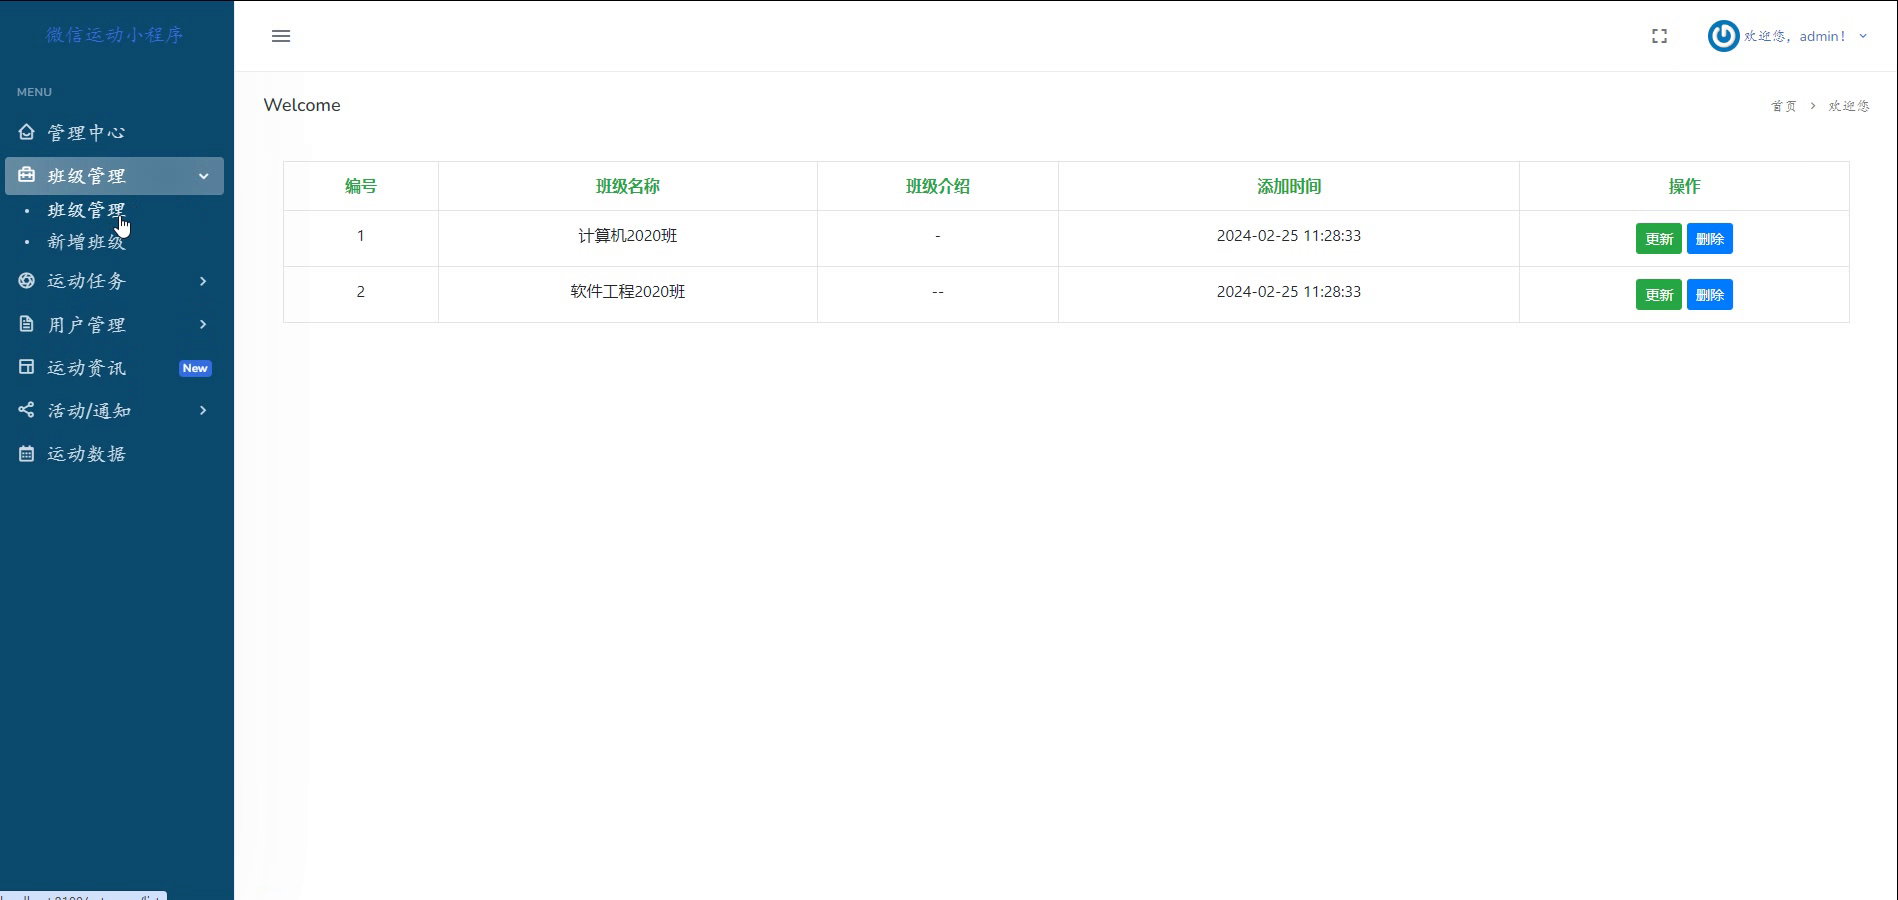 微信运动小程序
欢迎您，admin！
MENU
Welcome
首页 > 欢迎您
管理中心
班级管理
班级管理
新增班级
运动任务
用户管理
运动资讯 New
活动/通知
运动数据
编号 班级名称 班级介绍 添加时间 操作
1 计算机2020班 - 2024-02-25 11:28:33 更新 删除
2 软件工程2020班 -- 2024-02-25 11:28:33 更新 删除